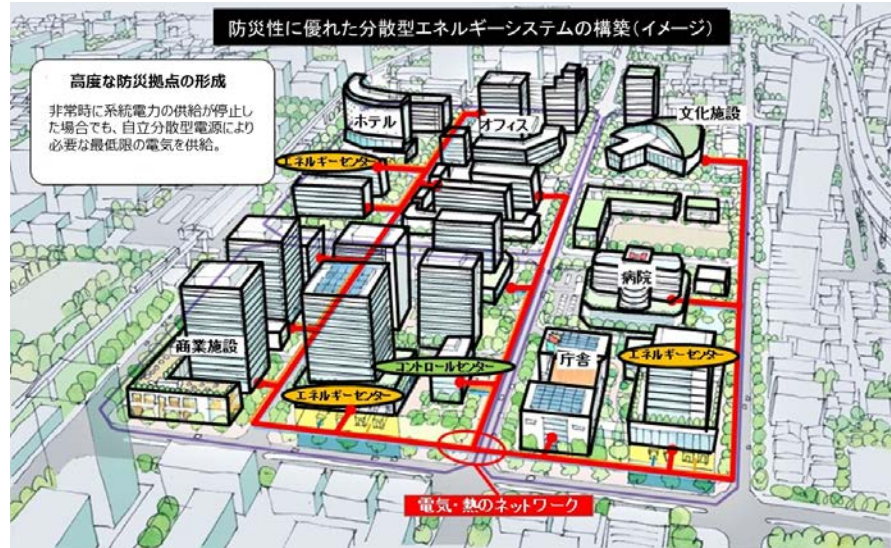 防災性に優れた分散型エネルギーシステムの構築(イメージ)
高度な防災拠点の形成
非常時に系統電力の供給が停止し
た場合でも、自立分散型電源により
必要な最低限の電気を供給。
ホテル
オフィス
文化施設
エネルギーセンター
病院
商業施設
庁舎
エネルギーセンター
コントロールセンター
エネルギーセンター
電気・熱のネットワーク